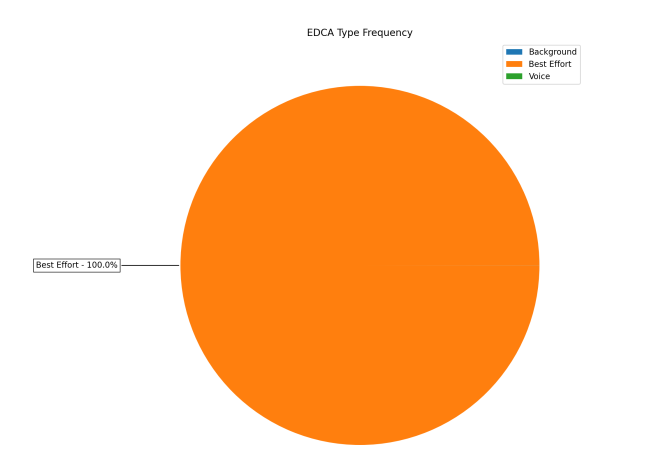 EDCA Type Frequency
Background
Best Effort
Voice
Best Effort - 100.0%